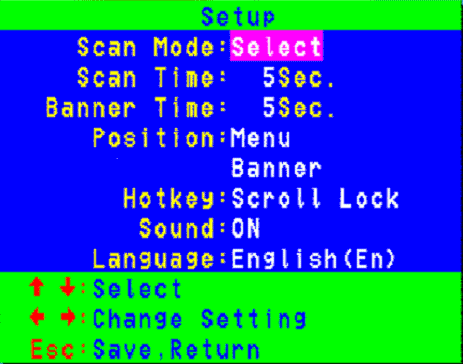 Setup
Scan Mode:Select
Scan Time: 5Sec.
Banner Time: 5Sec.
Position:Menu
Banner
Hotkey:Scroll Lock
Sound:ON
Language:English(En)
↑ ↓:Select
← →:Change Setting
Esc:Save,Return